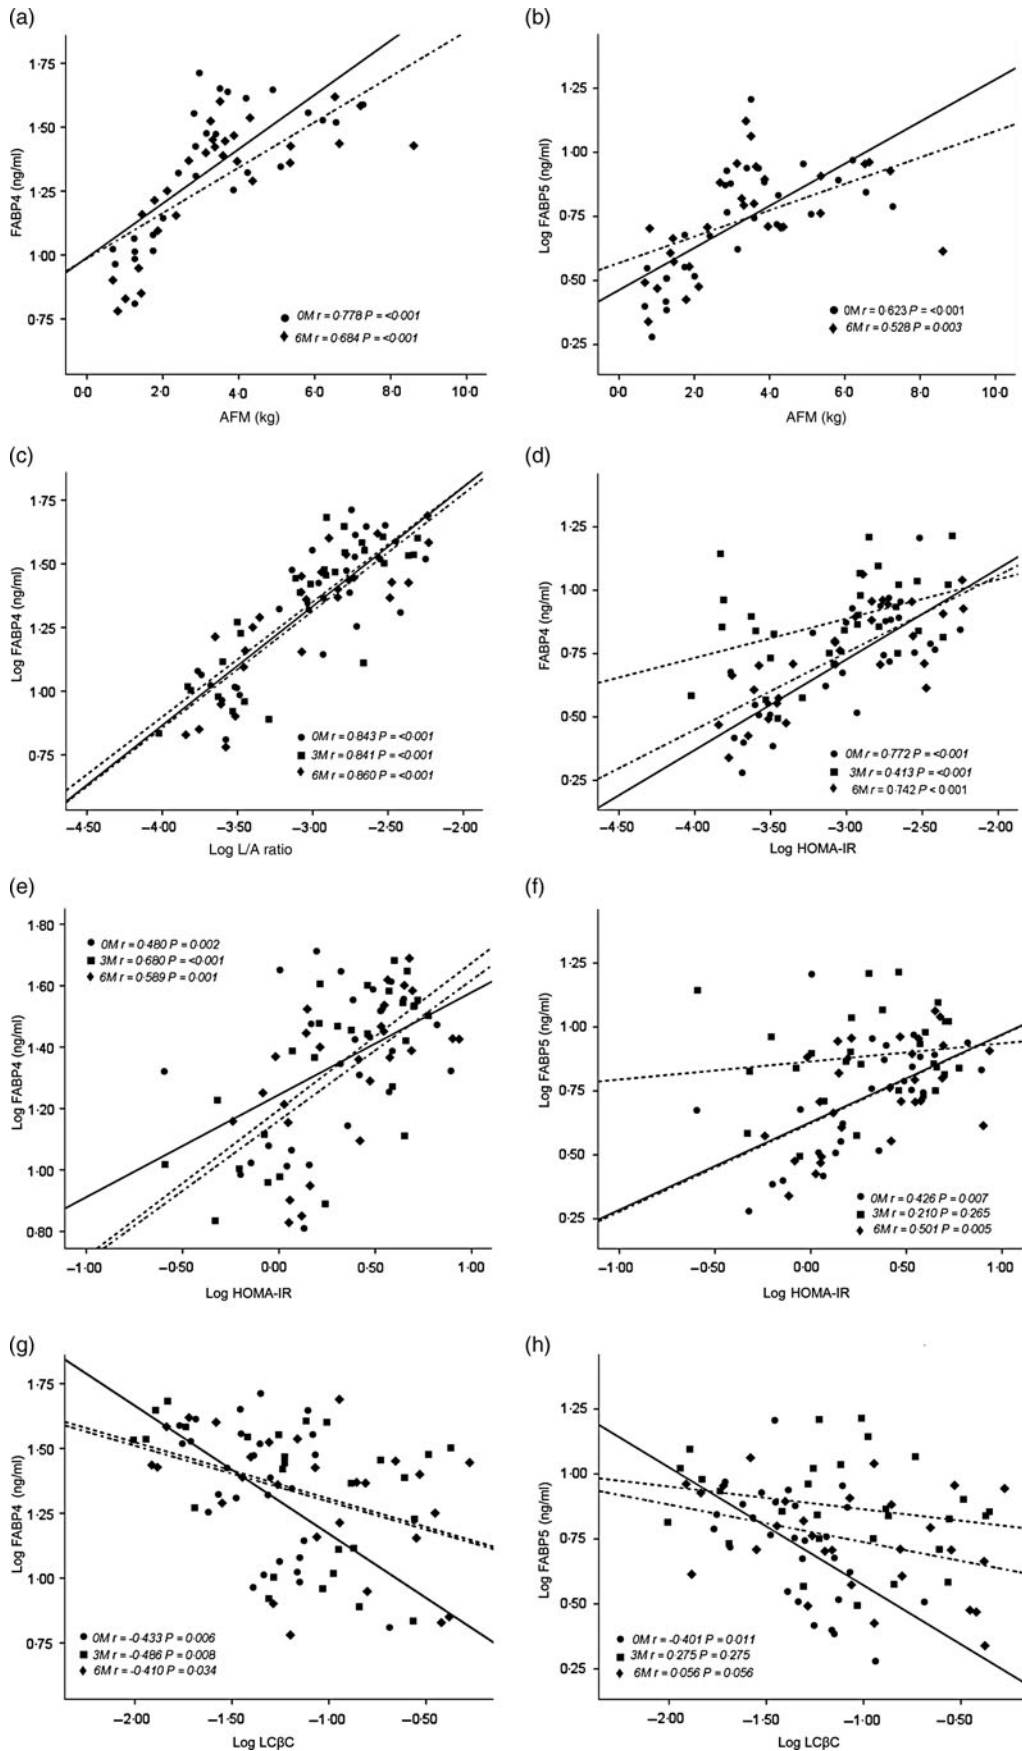 (a)
FABP4 (ng/ml)
1·75
1·50
1·25
1·00
0·75
0M r = 0·778 P = <0·001
6M r = 0·684 P = <0·001
0·0 2·0 4·0 6·0 8·0 10·0
AFM (kg)
(b)
Log FABP5 (ng/ml)
1·50
1·25
1·00
0·75
0·50
0·25
0M r = 0·623 P = <0·001
6M r = 0·528 P = 0·003
0·0 2·0 4·0 6·0 8·0 10·0
AFM (kg)
(c)
Log FABP4 (ng/ml)
1·75
1·50
1·25
1·00
0·75
0M r = 0·843 P = <0·001
3M r = 0·841 P = <0·001
6M r = 0·860 P = <0·001
–4·50 –4·00 –3·50 –3·00 –2·50 –2·00
Log L/A ratio
(d)
FABP4 (ng/ml)
1·25
1·00
0·75
0·50
0·25
0M r = 0·772 P = <0·001
3M r = 0·413 P = <0·001
6M r = 0·742 P < 0·001
–4·50 –4·00 –3·50 –3·00 –2·50 –2·00
Log HOMA-IR
(e)
Log FABP4 (ng/ml)
1·80
1·60
1·40
1·20
1·00
0·80
0M r = 0·480 P = 0·002
3M r = 0·680 P = <0·001
6M r = 0·589 P = 0·001
–1·00 –0·50 0·00 0·50 1·00
Log HOMA-IR
(f)
Log FABP5 (ng/ml)
1·25
1·00
0·75
0·50
0·25
0M r = 0·426 P = 0·007
3M r = 0·210 P = 0·265
6M r = 0·501 P = 0·005
–1·00 –0·50 0·00 0·50 1·00
Log HOMA-IR
(g)
Log FABP4 (ng/ml)
1·75
1·50
1·25
1·00
0·75
0M r = -0·433 P = 0·006
3M r = -0·486 P = 0·008
6M r = -0·410 P = 0·034
–2·00 –1·50 –1·00 –0·50
Log LCβC
(h)
Log FABP5 (ng/ml)
1·25
1·00
0·75
0·50
0·25
0M r = -0·401 P = 0·011
3M r = 0·275 P = 0·275
6M r = 0·056 P = 0·056
–2·00 –1·50 –1·00 –0·50
Log LCβC